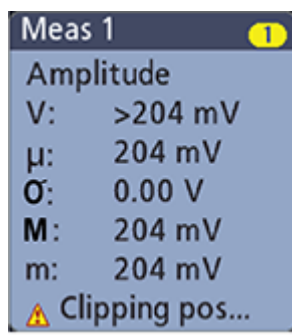 Meas 1 1
Amplitude
V: >204 mV
μ: 204 mV
σ: 0.00 V
M: 204 mV
m: 204 mV
Clipping pos...